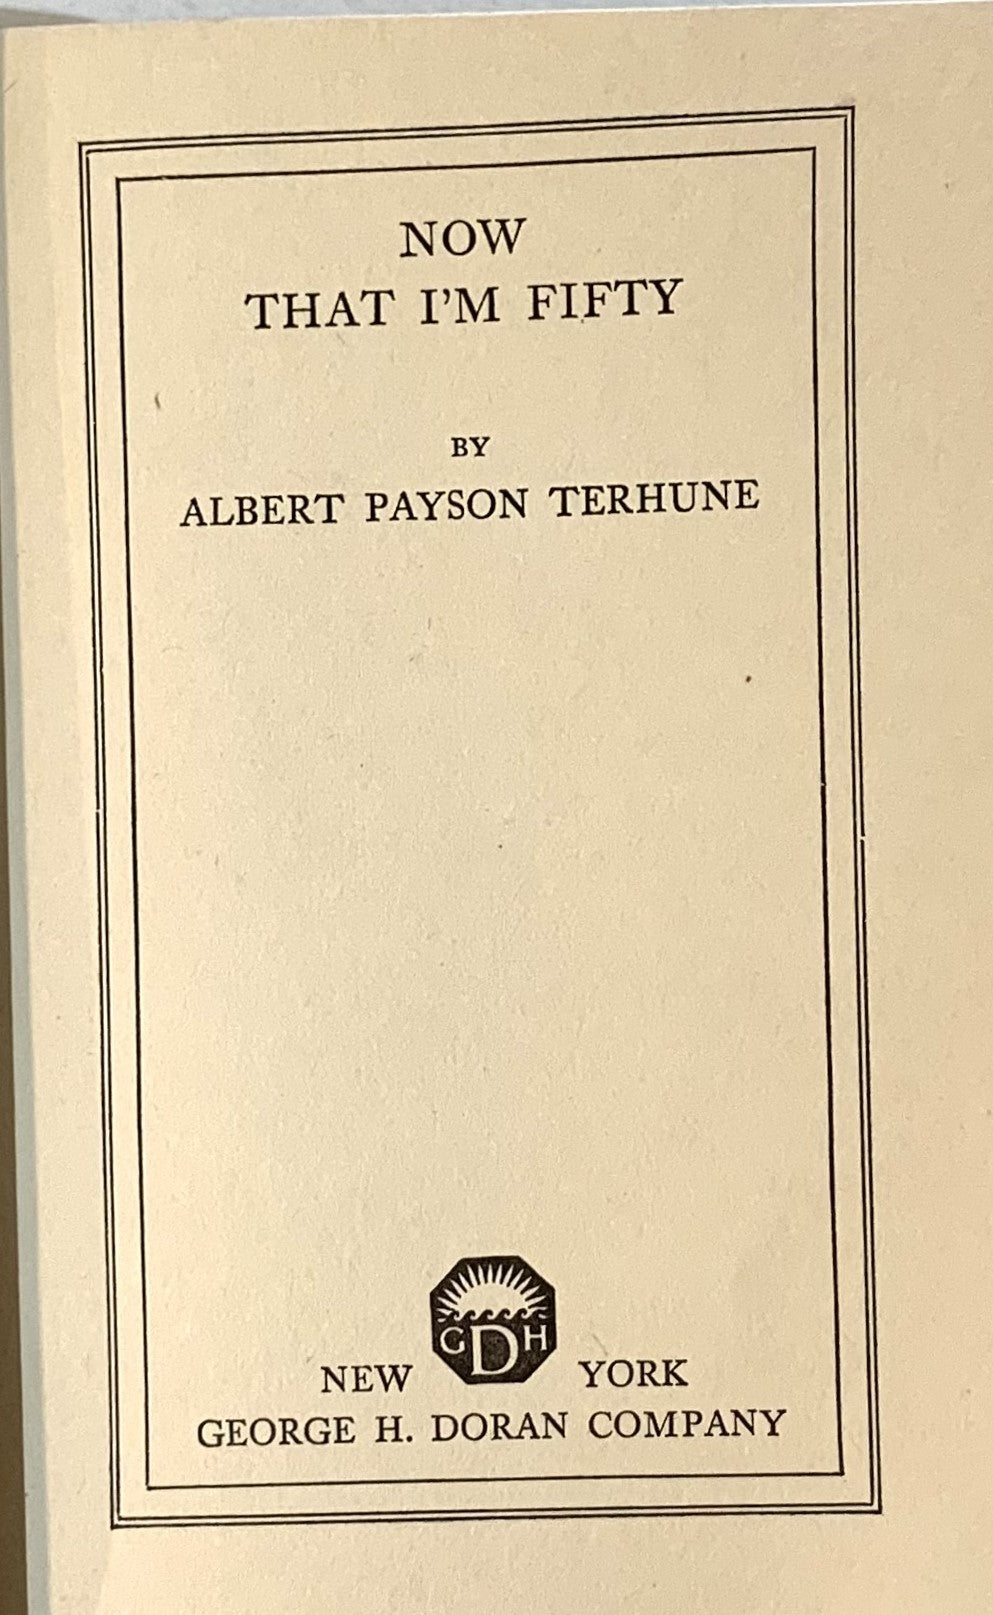 NOW
THAT I'M FIFTY
BY
ALBERT PAYSON TERHUNE
GDH
NEW YORK
GEORGE H. DORAN COMPANY